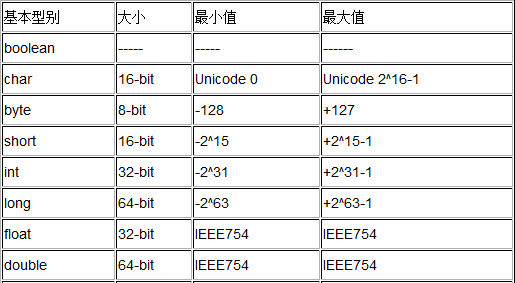 基本型别 大小 最小值 最大值
boolean ----- ----- ------
char 16-bit Unicode 0 Unicode 2^16-1
byte 8-bit -128 +127
short 16-bit -2^15 +2^15-1
int 32-bit -2^31 +2^31-1
long 64-bit -2^63 +2^63-1
float 32-bit IEEE754 IEEE754
double 64-bit IEEE754 IEEE754